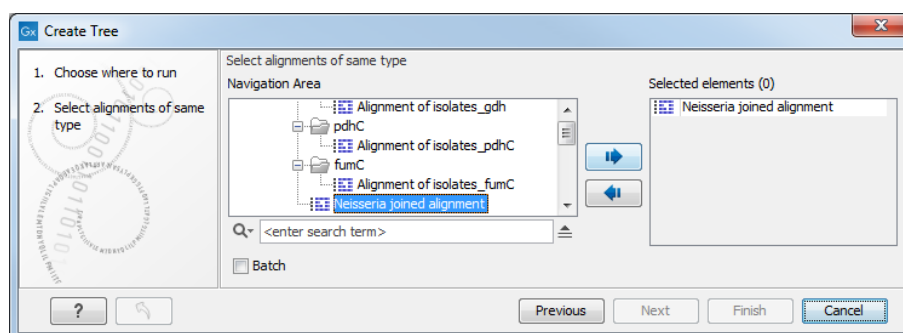 Gx Create Tree
1. Choose where to run
2. Select alignments of same
type
Select alignments of same type
Navigation Area
Alignment of isolates_gdh
pdhC
Alignment of isolates_pdhC
fumC
Alignment of isolates_fumC
Neisseria joined alignment
<enter search term>
Batch
Selected elements (0)
Neisseria joined alignment
?
Previous
Next
Finish
Cancel